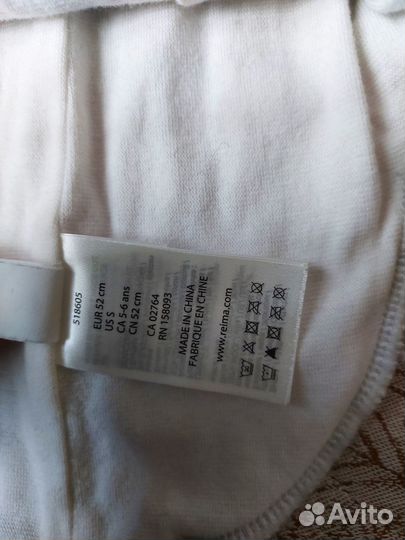 518605
EUR 52 cm
US S
CA 5-6 ans
CN 52 cm
CA 02764
RN 158093
MADE IN CHINA
FABRIQUE EN CHINE
www.reima.com
Avito